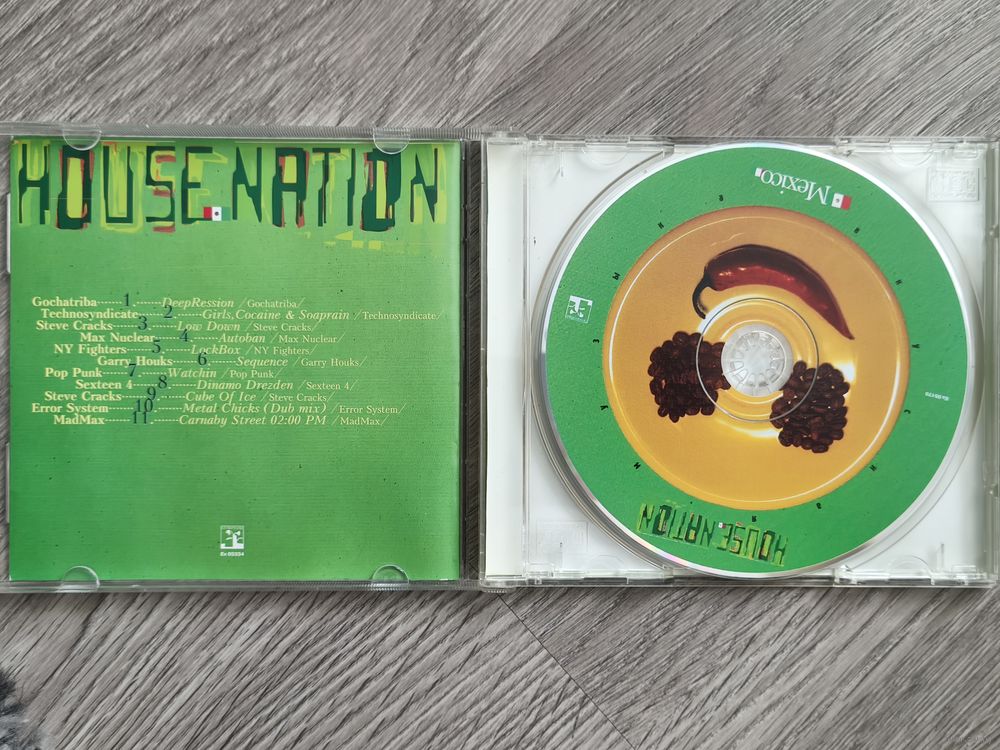 HOUSE NATION
Gochatriba------1.------DeepRession /Gochatriba/
Technosyndicate------2------Girls,Cocaine & Soaprain /Technosyndicate/
Steve Cracks------3.------Low Down /Steve Cracks/
Max Nuclear------4.------Autoban /Max Nuclear/
NY Fighters------5.------LockBox /NY Fighters/
Garry Houks------6.------Sequence /Garry Houks/
Pop Punk------7.------Watchin /Pop Punk/
Sexteen 4------8------Dinamo Drezden /Sexteen 4/
Steve Cracks------9------Cube Of Ice /Steve Cracks/
Error System------10------Metal Chicks (Dub mix) /Error System/
MadMax------11------Carnaby Street 02:00 PM /MadMax/
Mexico
HOUSE NATION